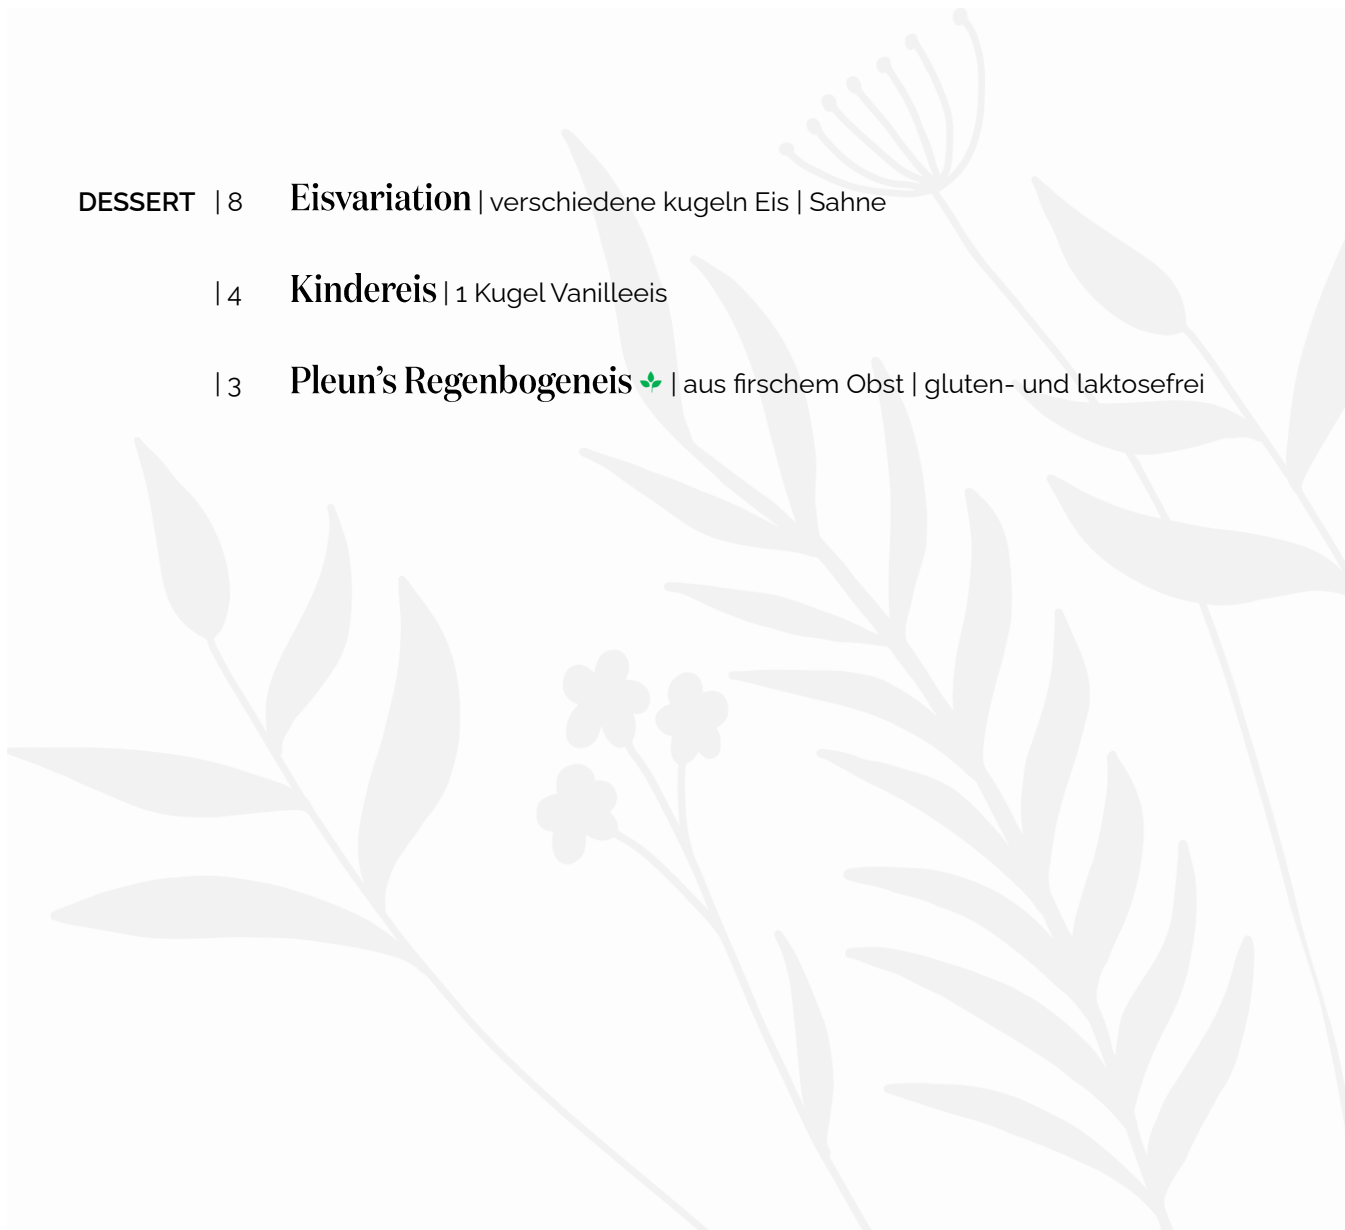 DESSERT | 8 Eisvariation | verschiedene kugeln Eis | Sahne
| 4 Kindereis | 1 Kugel Vanilleeis
| 3 Pleun’s Regenbogeneis | aus firschem Obst | gluten- und laktosefrei